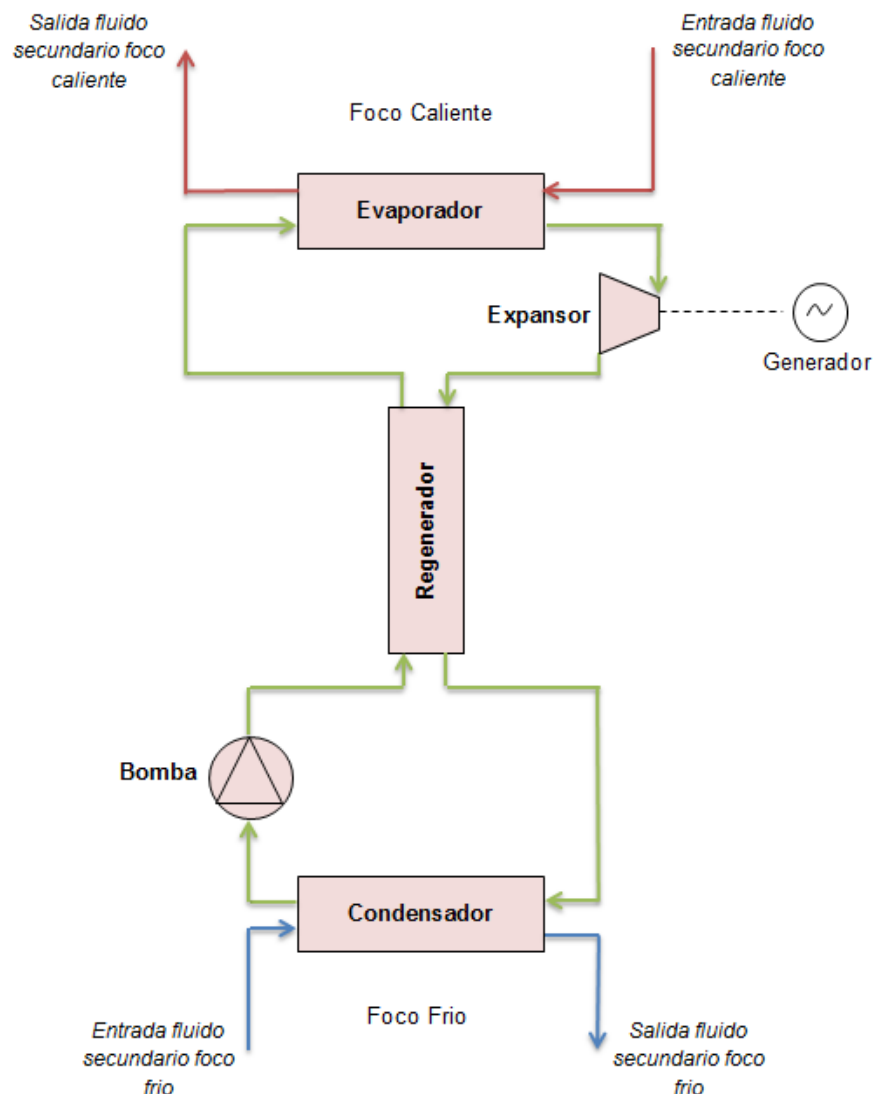 Salida fluido
secundario foco
caliente
Entrada fluido
secundario foco
caliente
Foco Caliente
Evaporador
Expansor
Generador
Regenerador
Bomba
Condensador
Foco Frio
Entrada fluido
secundario foco
frio
Salida fluido
secundario foco
frio